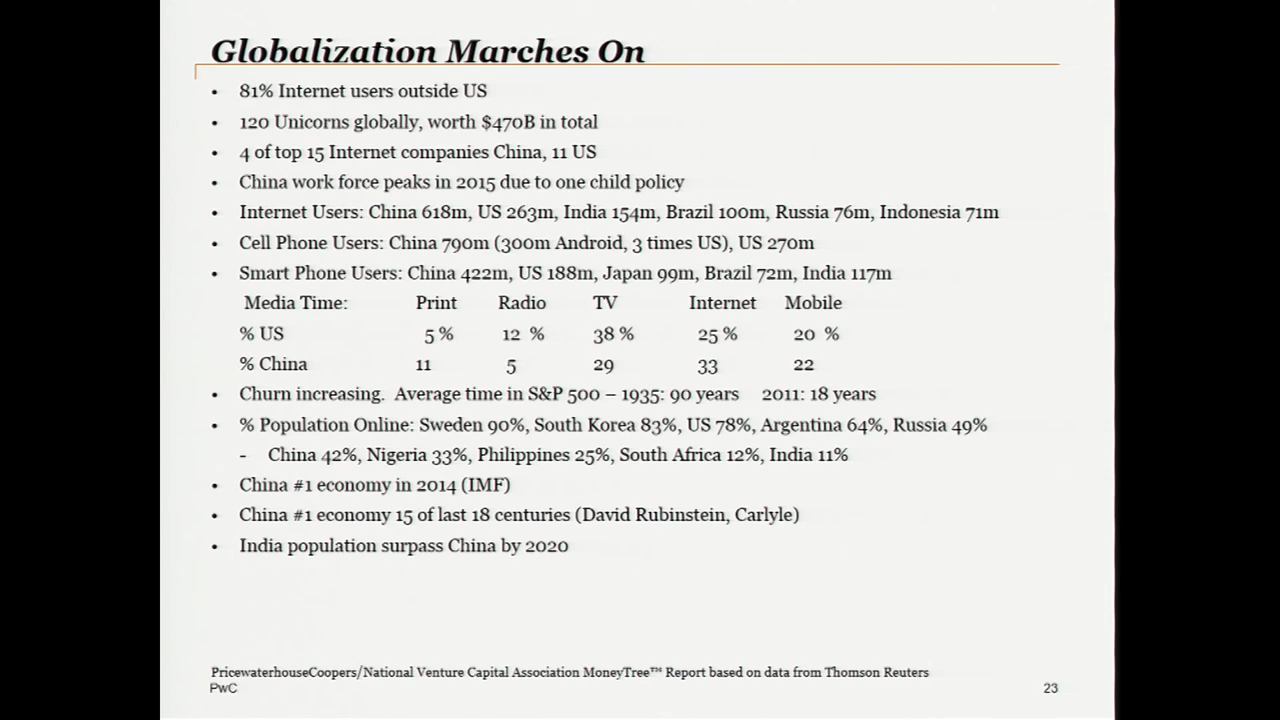 Globalization Marches On
• 81% Internet users outside US
• 120 Unicorns globally, worth $470B in total
• 4 of top 15 Internet companies China, 11 US
• China work force peaks in 2015 due to one child policy
• Internet Users: China 618m, US 263m, India 154m, Brazil 100m, Russia 76m, Indonesia 71m
• Cell Phone Users: China 790m (300m Android, 3 times US), US 270m
• Smart Phone Users: China 422m, US 188m, Japan 99m, Brazil 72m, India 117m
Media Time: Print Radio TV Internet Mobile
% US 5 % 12 % 38 % 25 % 20 %
% China 11 5 29 33 22
• Churn increasing. Average time in S&P 500 – 1935: 90 years 2011: 18 years
• % Population Online: Sweden 90%, South Korea 83%, US 78%, Argentina 64%, Russia 49%
- China 42%, Nigeria 33%, Philippines 25%, South Africa 12%, India 11%
• China #1 economy in 2014 (IMF)
• China #1 economy 15 of last 18 centuries (David Rubinstein, Carlyle)
• India population surpass China by 2020
PricewaterhouseCoopers/National Venture Capital Association MoneyTree™ Report based on data from Thomson Reuters
PwC 23